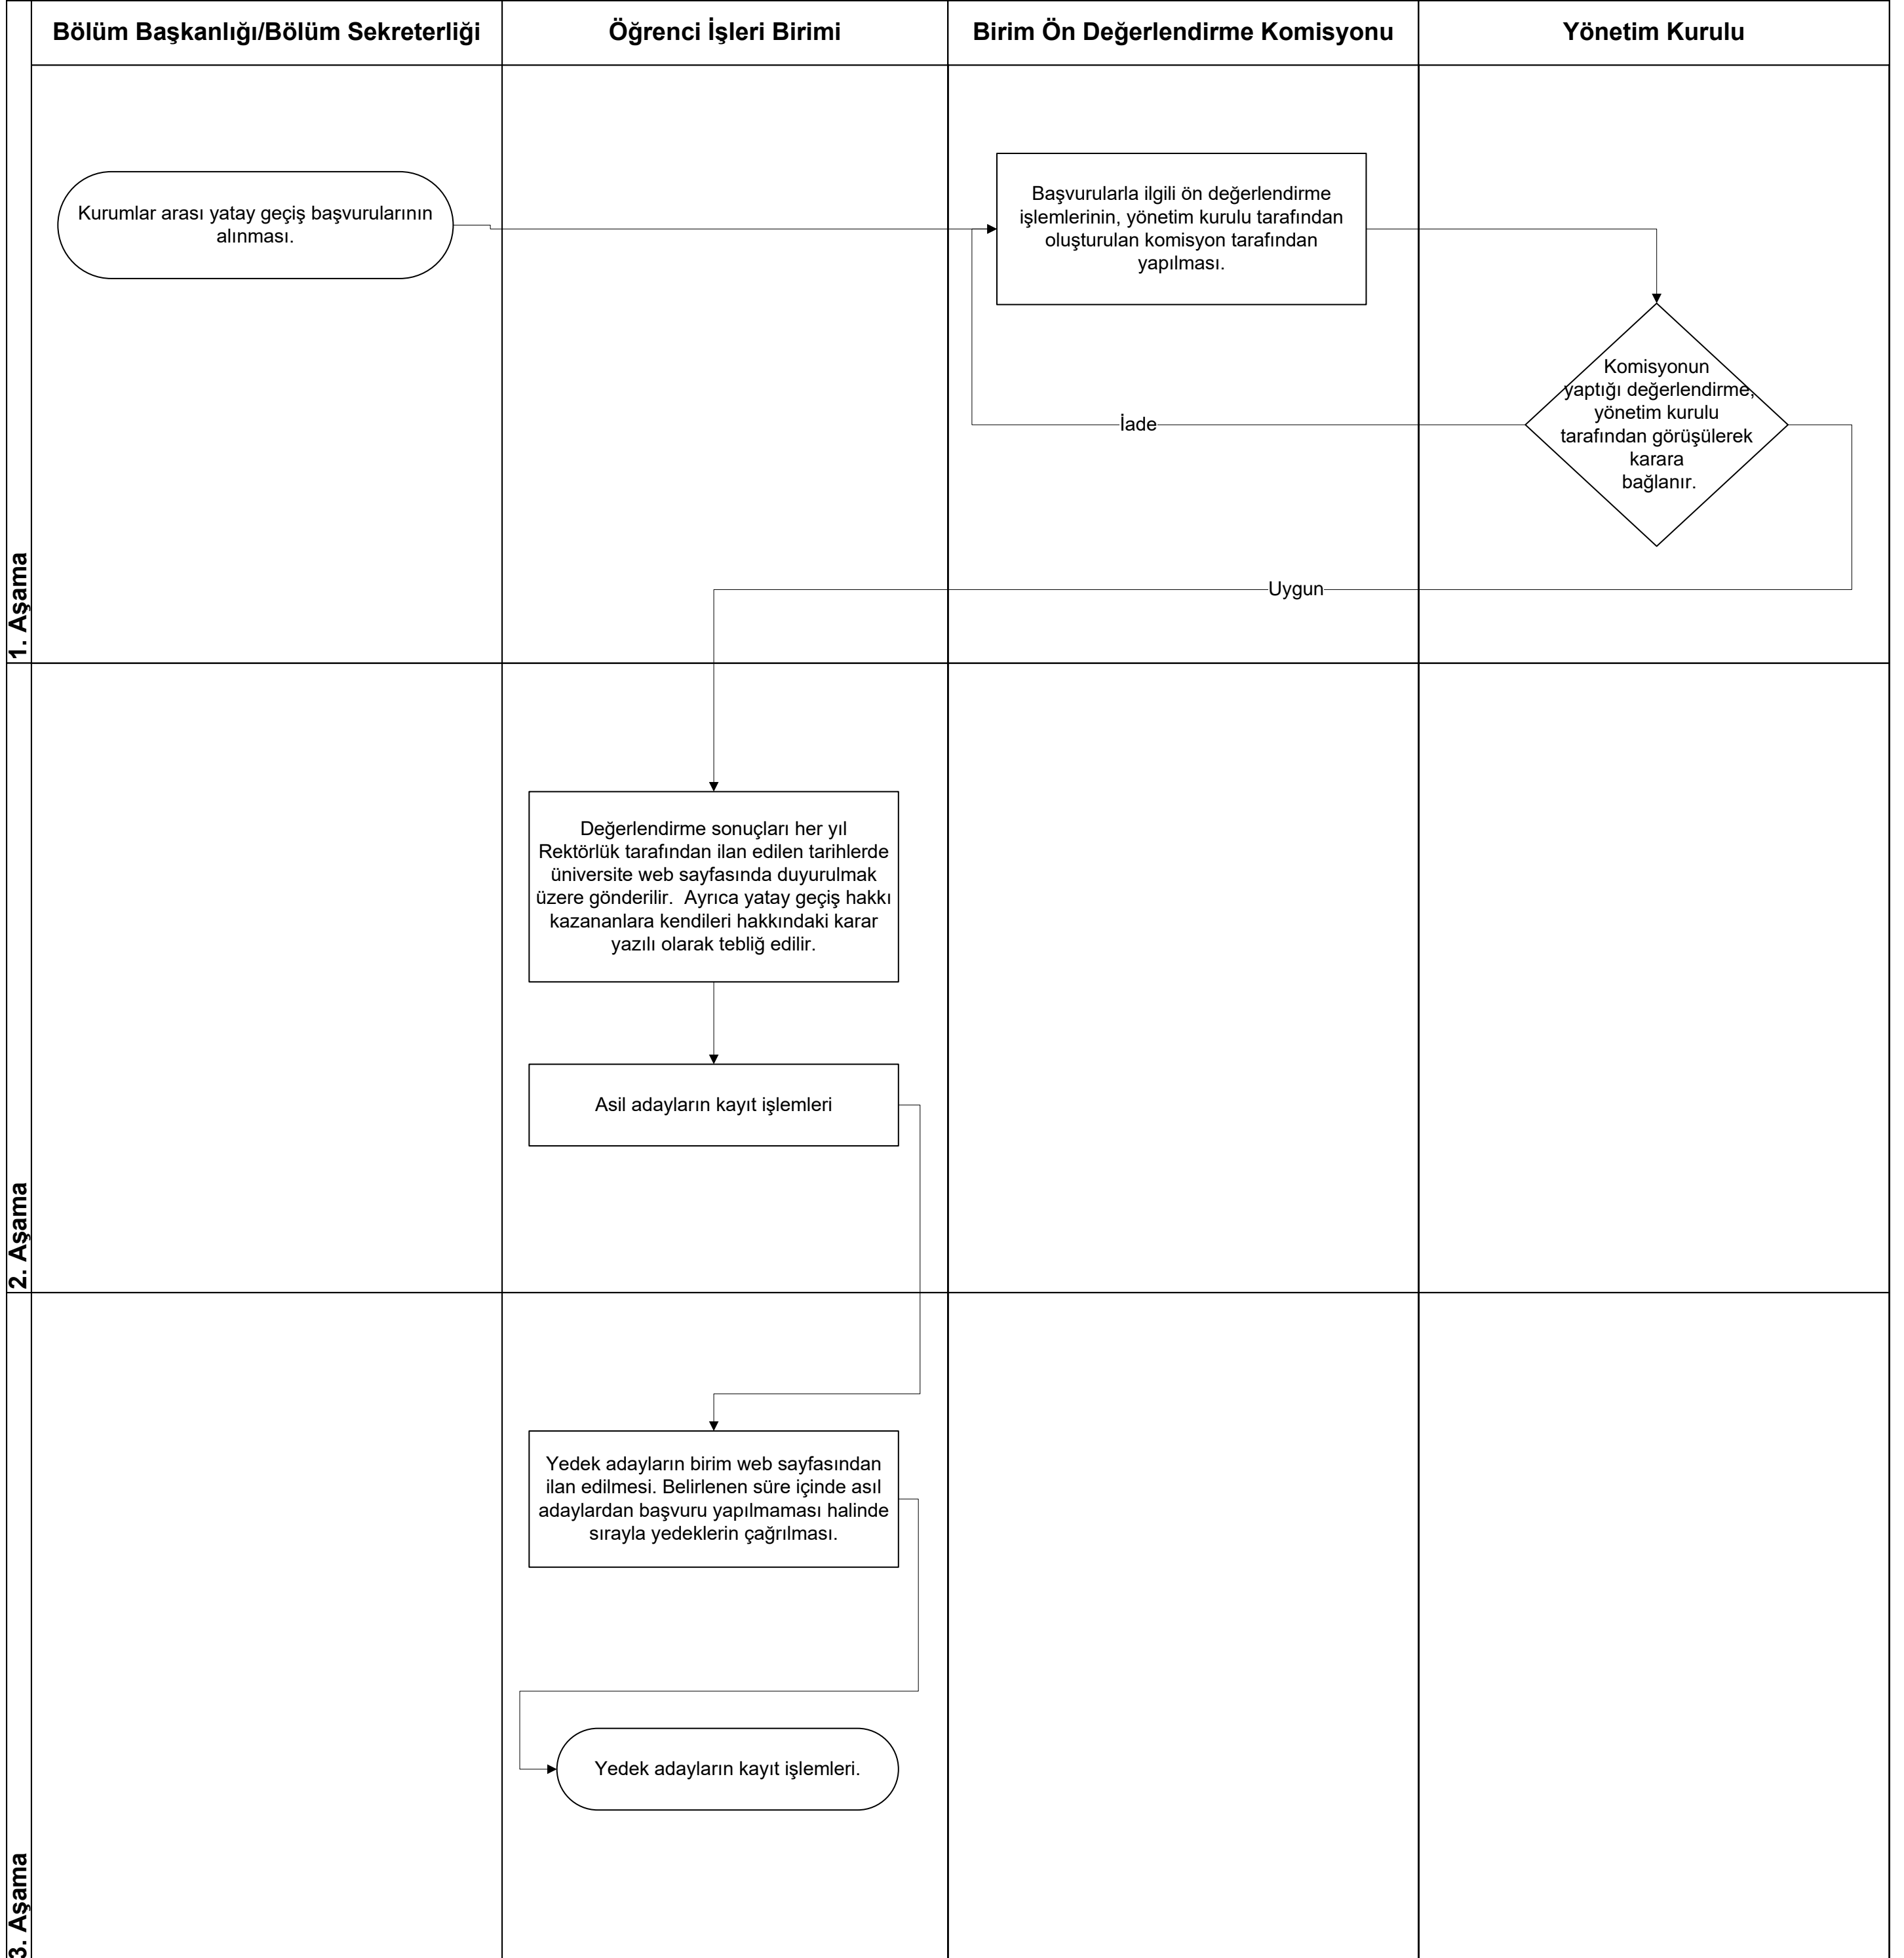 Bölüm Başkanlığı/Bölüm Sekreterliği
Öğrenci İşleri Birimi
Birim Ön Değerlendirme Komisyonu
Yönetim Kurulu
1. Aşama
Kurumlar arası yatay geçiş başvurularının
alınması.
Başvurularla ilgili ön değerlendirme
işlemlerinin, yönetim kurulu tarafından
oluşturulan komisyon tarafından
yapılması.
Komisyonun
yaptığı değerlendirme,
yönetim kurulu
tarafından görüşülerek
karara
bağlanır.
İade
Uygun
2. Aşama
Değerlendirme sonuçları her yıl
Rektörlük tarafından ilan edilen tarihlerde
üniversite web sayfasında duyurulmak
üzere gönderilir.  Ayrıca yatay geçiş hakkı
kazananlara kendileri hakkındaki karar
yazılı olarak tebliğ edilir.
Asil adayların kayıt işlemleri
3. Aşama
Yedek adayların birim web sayfasından
ilan edilmesi. Belirlenen süre içinde asıl
adaylardan başvuru yapılmaması halinde
sırayla yedeklerin çağrılması.
Yedek adayların kayıt işlemleri.